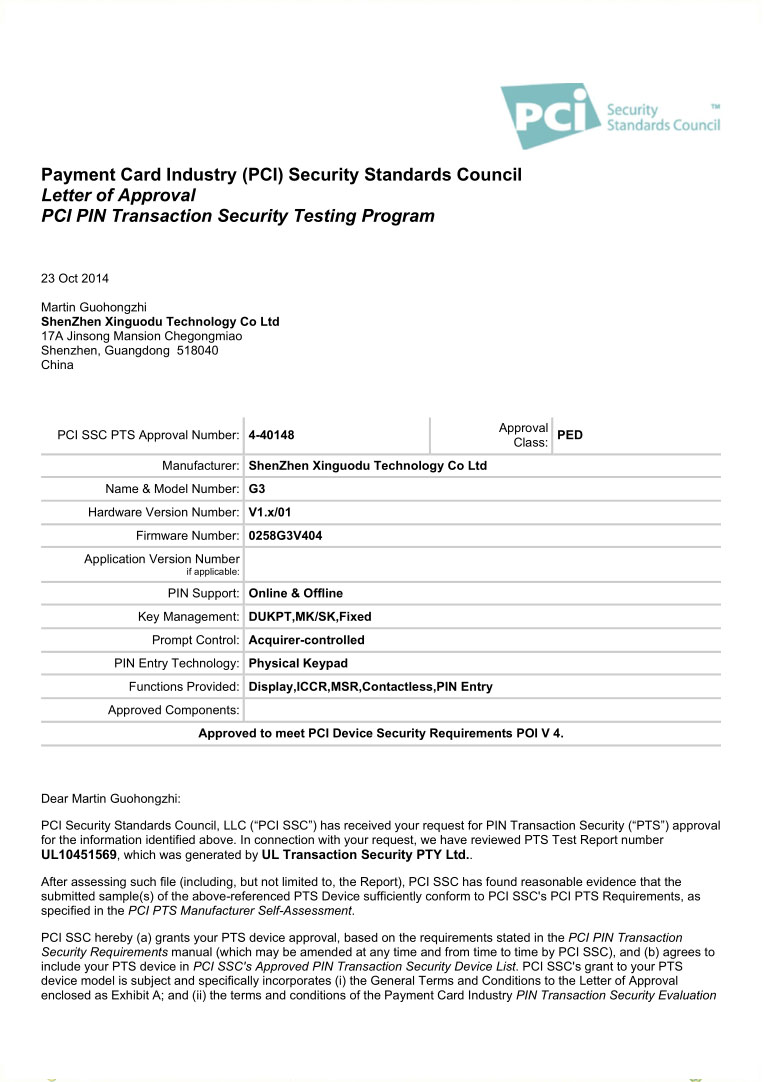 PCI Security
Standards Council ™
Payment Card Industry (PCI) Security Standards Council
Letter of Approval
PCI PIN Transaction Security Testing Program
23 Oct 2014
Martin Guohongzhi
ShenZhen Xinguodu Technology Co Ltd
17A Jinsong Mansion Chegongmiao
Shenzhen, Guangdong  518040
China
PCI SSC PTS Approval Number: 4-40148 Approval Class: PED
Manufacturer: ShenZhen Xinguodu Technology Co Ltd
Name & Model Number: G3
Hardware Version Number: V1.x/01
Firmware Number: 0258G3V404
Application Version Number
if applicable:
PIN Support: Online & Offline
Key Management: DUKPT,MK/SK,Fixed
Prompt Control: Acquirer-controlled
PIN Entry Technology: Physical Keypad
Functions Provided: Display,ICCR,MSR,Contactless,PIN Entry
Approved Components:
Approved to meet PCI Device Security Requirements POI V 4.
Dear Martin Guohongzhi:
PCI Security Standards Council, LLC (“PCI SSC”) has received your request for PIN Transaction Security (“PTS”) approval
for the information identified above. In connection with your request, we have reviewed PTS Test Report number
UL10451569, which was generated by UL Transaction Security PTY Ltd..
After assessing such file (including, but not limited to, the Report), PCI SSC has found reasonable evidence that the
submitted sample(s) of the above-referenced PTS Device sufficiently conform to PCI SSC's PCI PTS Requirements, as
specified in the PCI PTS Manufacturer Self-Assessment.
PCI SSC hereby (a) grants your PTS device approval, based on the requirements stated in the PCI PIN Transaction
Security Requirements manual (which may be amended at any time and from time to time by PCI SSC), and (b) agrees to
include your PTS device in PCI SSC's Approved PIN Transaction Security Device List. PCI SSC's grant to your PTS
device model is subject and specifically incorporates (i) the General Terms and Conditions to the Letter of Approval
enclosed as Exhibit A; and (ii) the terms and conditions of the Payment Card Industry PIN Transaction Security Evaluation